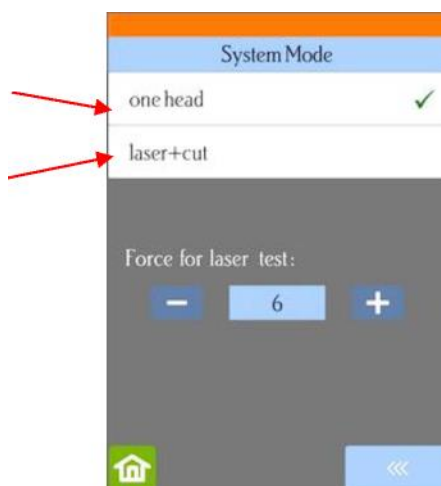 System Mode
one head
laser+cut
Force for laser test:
6